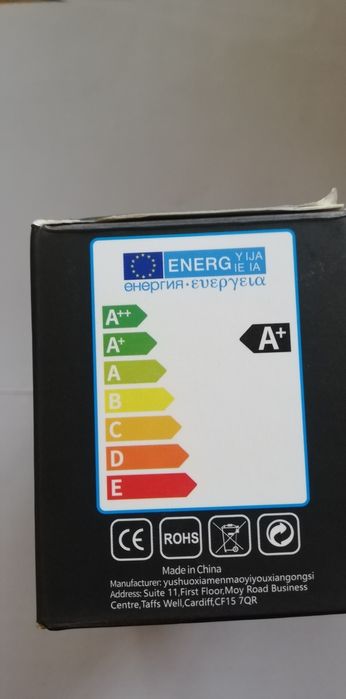 ENERG Y IJA
IE IA
енергия · ενεργεια
A++
A+
A+
A
B
C
D
E
CE ROHS
Made in China
Manufacturer: yushuoxiamenmaoyiyouxiangongsi
Address: Suite 11,First Floor,Moy Road Business
Centre,Taffs Well,Cardiff,CF15 7QR